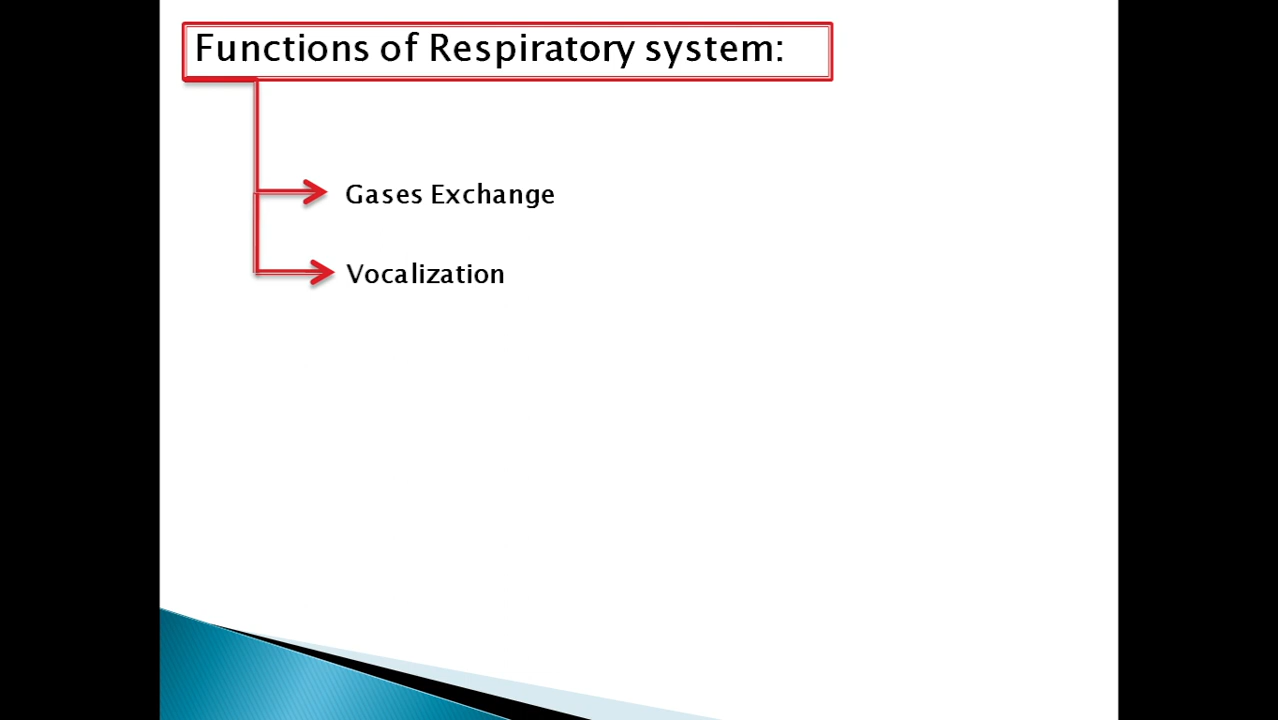 Functions of Respiratory system:
Gases Exchange
Vocalization